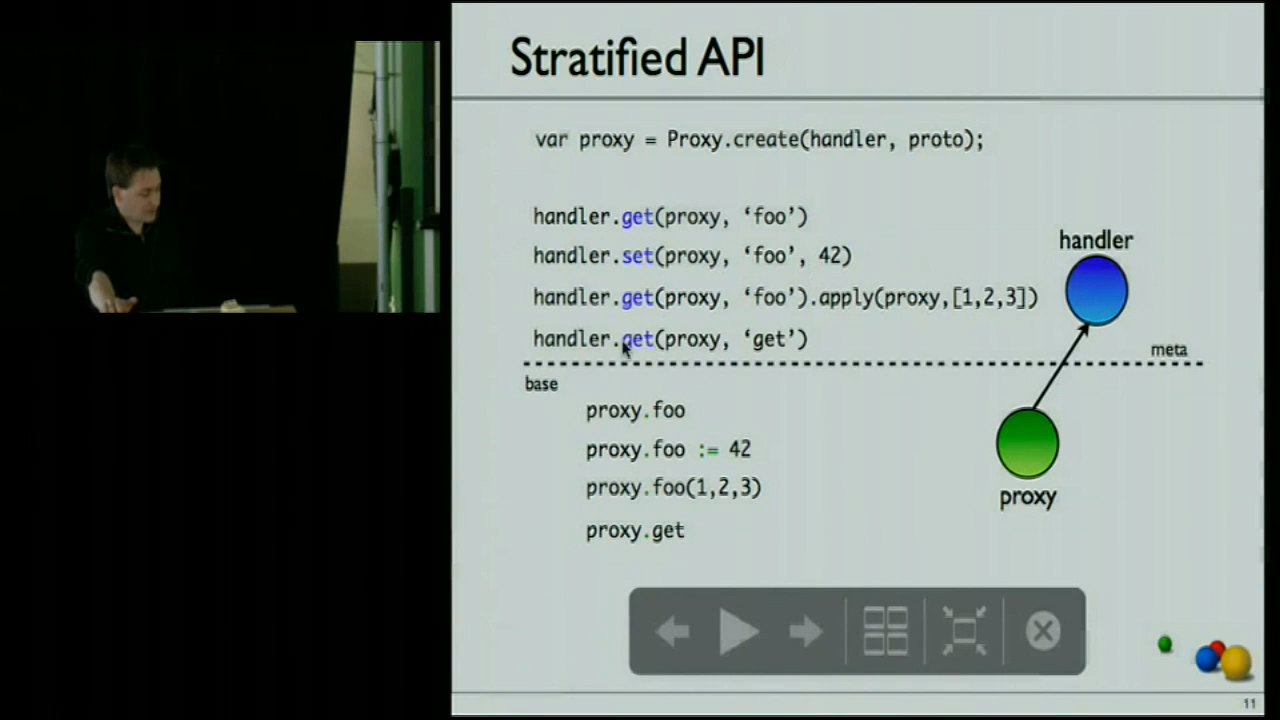 Stratified API
var proxy = Proxy.create(handler, proto);
handler.get(proxy, ‘foo’)
handler.set(proxy, ‘foo’, 42)
handler.get(proxy, ‘foo’).apply(proxy,[1,2,3])
handler.get(proxy, ‘get’)
handler
meta
base
proxy.foo
proxy.foo := 42
proxy.foo(1,2,3)
proxy.get
proxy
11